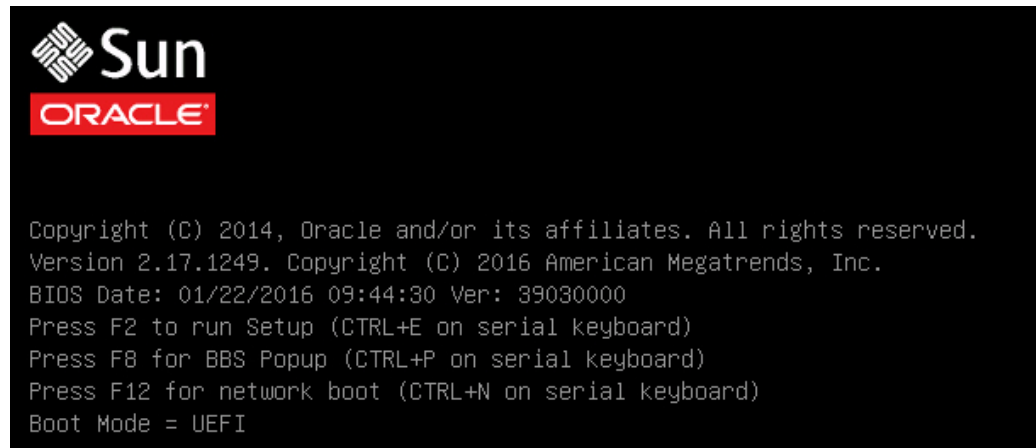 Sun
ORACLE®
Copyright (C) 2014, Oracle and/or its affiliates. All rights reserved.
Version 2.17.1249. Copyright (C) 2016 American Megatrends, Inc.
BIOS Date: 01/22/2016 09:44:30 Ver: 39030000
Press F2 to run Setup (CTRL+E on serial keyboard)
Press F8 for BBS Popup (CTRL+P on serial keyboard)
Press F12 for network boot (CTRL+N on serial keyboard)
Boot Mode = UEFI